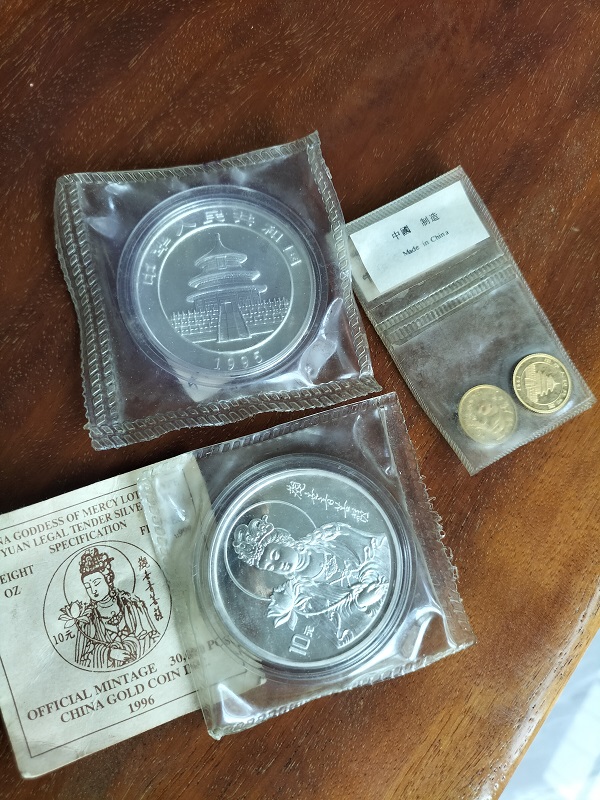 中华人民共和国
1995
中國 制造
Made in China
NA GODDESS OF MERCY LOT
YUAN LEGAL TENDER SILVE
SPECIFICATION
EIGHT
OZ
10元
OFFICIAL MINTAGE 30,
CHINA GOLD COIN
1996
10元